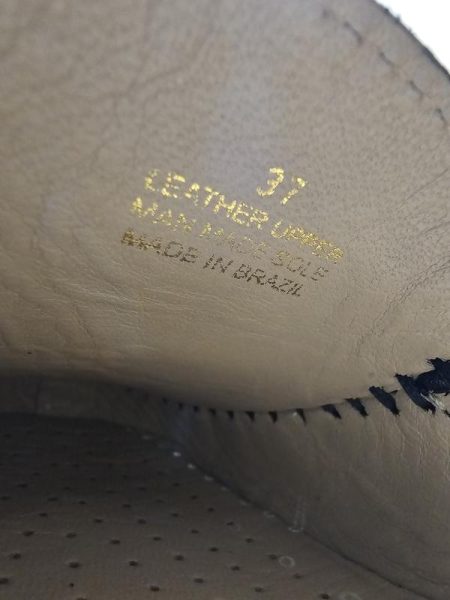 37
LEATHER UPPER
MAN MADE SOLE
MADE IN BRAZIL